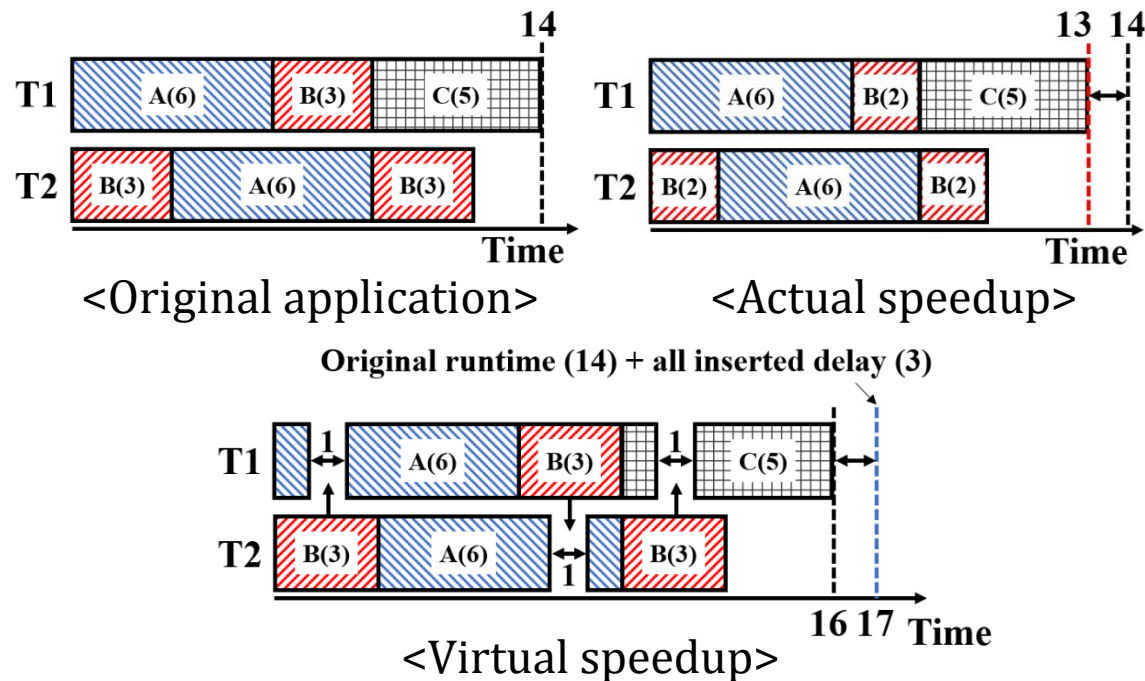 14
T1 A(6) B(3) C(5)
T2 B(3) A(6) B(3)
Time
<Original application>
13 14
T1 A(6) B(2) C(5)
T2 B(2) A(6) B(2)
Time
<Actual speedup>
Original runtime (14) + all inserted delay (3)
T1 1 A(6) B(3) 1 C(5)
T2 B(3) A(6) 1 B(3)
16 17 Time
<Virtual speedup>